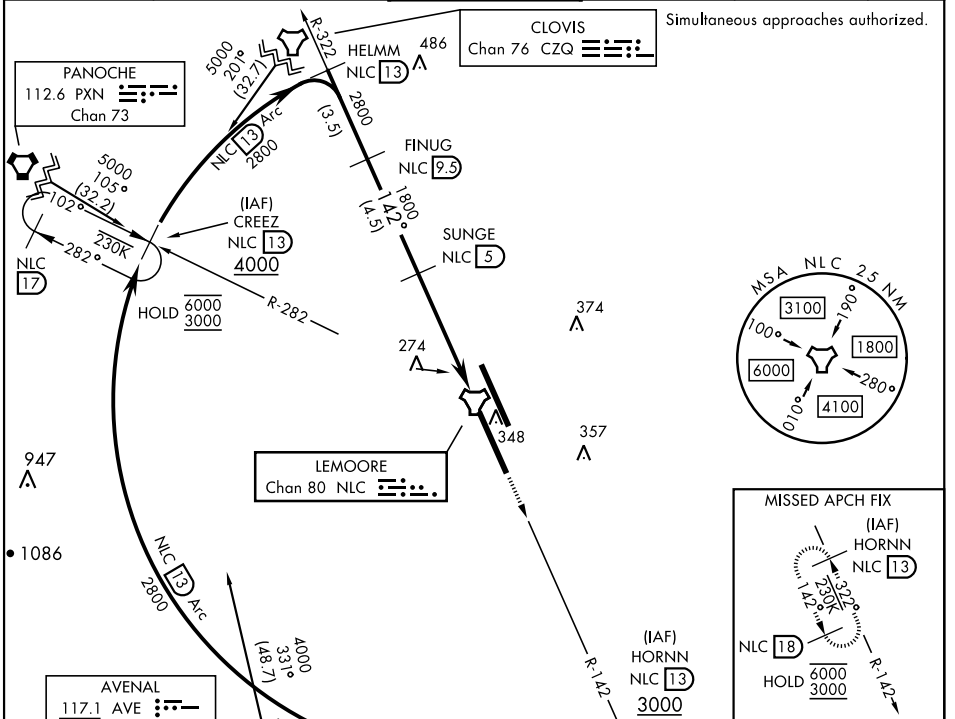 Simultaneous approaches authorized.
CLOVIS
Chan 76 CZQ
R-322
HELMM
NLC 13
486
5000
201°
(32.7)
PANOCHE
112.6 PXN
Chan 73
NLC 13 Arc
2800
2800
(3.5)
FINUG
NLC 9.5
5000
105°
(32.2)
102°
230K
282°
NLC
17
(IAF)
CREEZ
NLC 13
4000
1800
142°
(4.5)
SUNGE
NLC 5
HOLD 6000
3000
R-282
374
274
MSA NLC 25 NM
3100
190°
100°
1800
6000
280°
010°
4100
348
357
LEMOORE
Chan 80 NLC
947
1086
NLC 13 Arc
2800
MISSED APCH FIX
(IAF)
HORNN
NLC 13
322°
230K
142°
NLC 18
HOLD 6000
3000
R-142
4000
331°
(48.7)
(IAF)
HORNN
NLC 13
3000
R-142
AVENAL
117.1 AVE